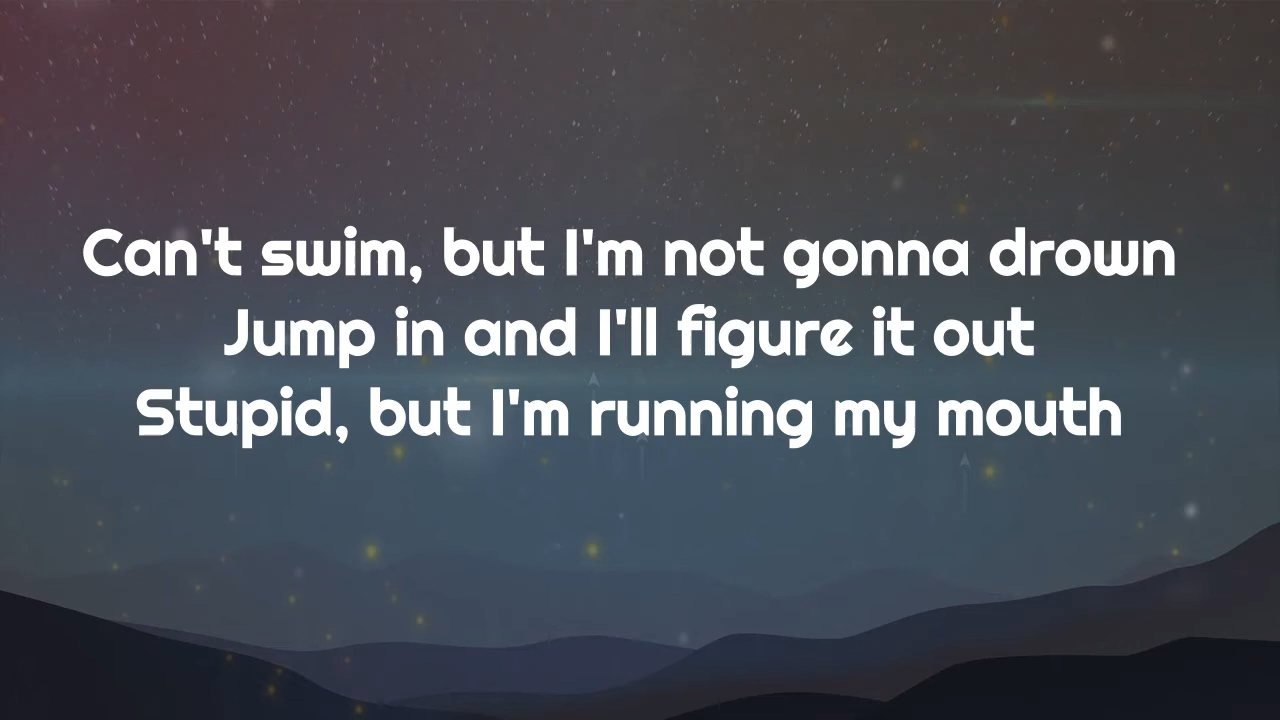 Can't swim, but I'm not gonna drown
Jump in and I'll figure it out
Stupid, but I'm running my mouth